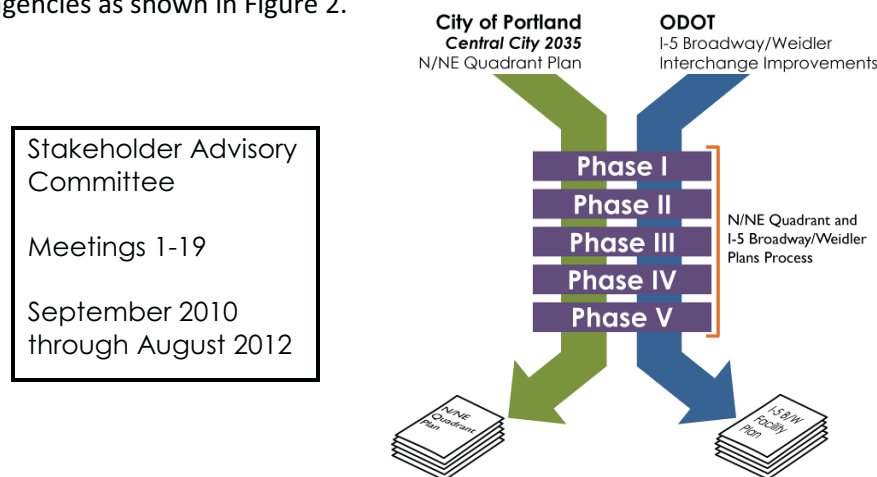 agencies as shown in Figure 2.
City of Portland
Central City 2035
N/NE Quadrant Plan
ODOT
I-5 Broadway/Weidler
Interchange Improvements
Stakeholder Advisory
Committee
Meetings 1-19
September 2010
through August 2012
Phase I
Phase II
Phase III
Phase IV
Phase V
N/NE Quadrant and
I-5 Broadway/Weidler
Plans Process
N/NE
Quadrant
Plan
I-5 B/W
Facility
Plan